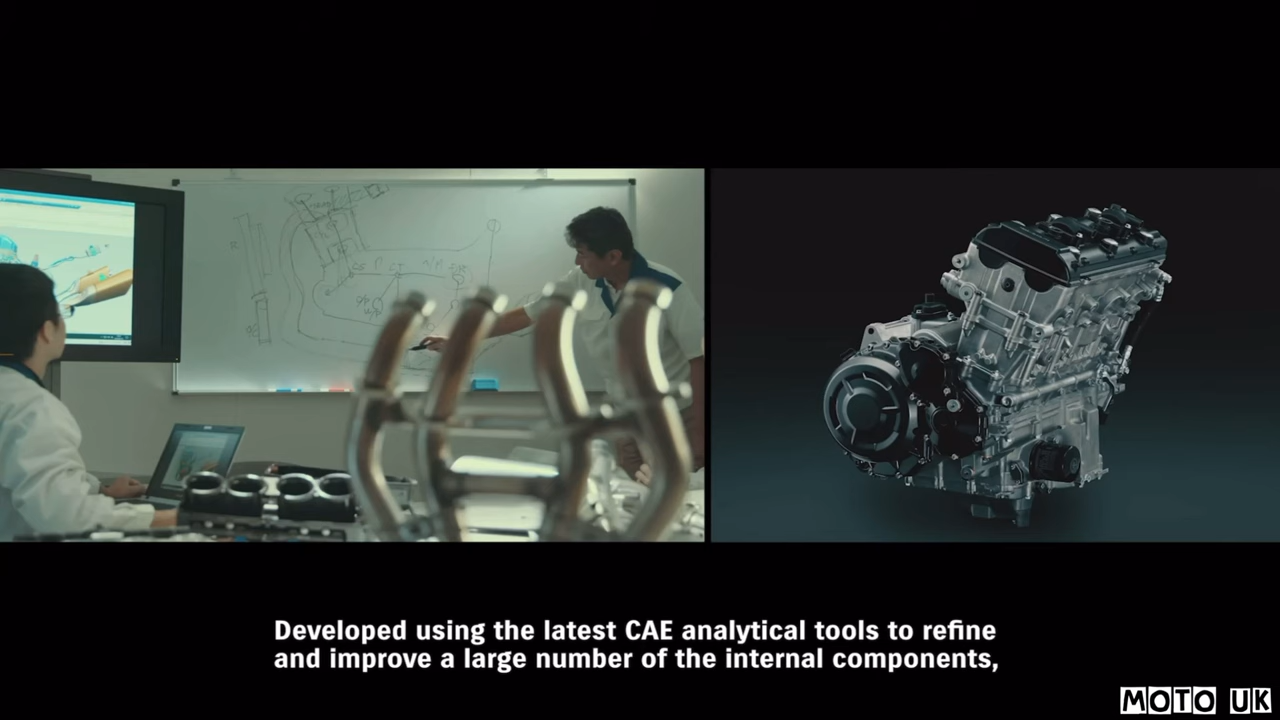 Developed using the latest CAE analytical tools to refine
and improve a large number of the internal components,
MOTO UK